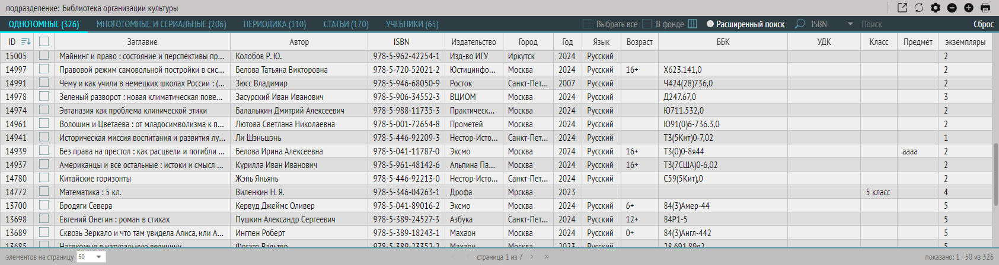 подразделение: Библиотека организации культуры
ОДНОТОМНЫЕ (326) МНОГОТОМНЫЕ И СЕРИАЛЬНЫЕ (206) ПЕРИОДИКА (110) СТАТЬИ (170) УЧЕБНИКИ (65) Выбрать все В фонде Расширенный поиск ISBN Поиск Сброс
ID Заглавие Автор ISBN Издательство Город Год Язык Возраст ББК УДК Класс Предмет экземпляры
15005 Майнинг и право : состояние и перспективы пр... Колобов Р. Ю. 978-5-962-42254-1 Изд-во ИГУ Иркутск 2024 Русский 2
14997 Правовой режим самовольной постройки в сис... Белова Татьяна Викторовна 978-5-720-52021-2 Юстицинфо... Москва 2024 Русский 16+ Х623.141,0 2
14991 Чему и как учили в немецких школах России : (... Зюсс Владимир 978-5-946-68050-9 Росток Санкт-Пет... 2007 Русский Ч424(28)736,0 2
14978 Зеленый разворот : новая климатическая пове... Засурский Иван Иванович 978-5-906-34552-3 ВЦИОМ Москва 2024 Русский Д247.67,0 3
14974 Эвтаназия как проблема клинической этики Балалыкин Дмитрий Алексеевич 978-5-988-11735-3 Практическ... Москва 2024 Русский Ю711.532,0 2
14961 Волошин и Цветаева : от младосимволизма к п... Лютова Светлана Николаевна 978-5-001-72654-8 Прометей Москва 2024 Русский Ю91(0)6-736.3,0 2
14941 Историческая миссия воспитания и развития лу... Ли Шэньшэнь 978-5-446-92209-3 Нестор-Исто... Санкт-Пет... 2024 Русский Т3(5Кит)0-7,02 1
14939 Без права на престол : как расцвели и погибли ... Белова Ирина Алексеевна 978-5-041-11787-0 Эксмо Москва 2024 Русский 16+ Т3(0)0-8я44 аааа 2
14937 Американцы и все остальные : истоки и смысл ... Курилла Иван Иванович 978-5-961-48142-6 Альпина Па... Москва 2024 Русский 16+ Т3(7США)0-6,02 2
14780 Китайские горизонты Жэнь Яньянь 978-5-446-92213-0 Нестор-Исто... Санкт-Пет... 2024 Русский С59(5Кит),0 2
14772 Математика : 5 кл. Виленкин Н. Я. 978-5-346-04263-1 Дрофа Мрсква 2023 5 класс 4
13700 Бродяги Севера Кервуд Джеймс Оливер 978-5-041-89016-2 Эксмо Москва 2024 Русский 6+ 84(3)Амер-44 5
13698 Евгений Онегин : роман в стихах Пушкин Александр Сергеевич 978-5-389-24527-3 Азбука Санкт-Пет... 2024 Русский 12+ 84Р1-5 5
13689 Сквозь Зеркало и что там увидела Алиса, или А... Ингпен Роберт 978-5-389-18243-1 Махаон Москва 2024 Русский 0+ 84(3)Англ-442 5
13685 Насекомые в натуральную величину Фогато Вальтер 978-5-389-23352-2 Махаон Москва 2023 Русский 28.691.89я2 5
элементов на страницу 50 страница 1 из 7 показано: 1 - 50 из 326